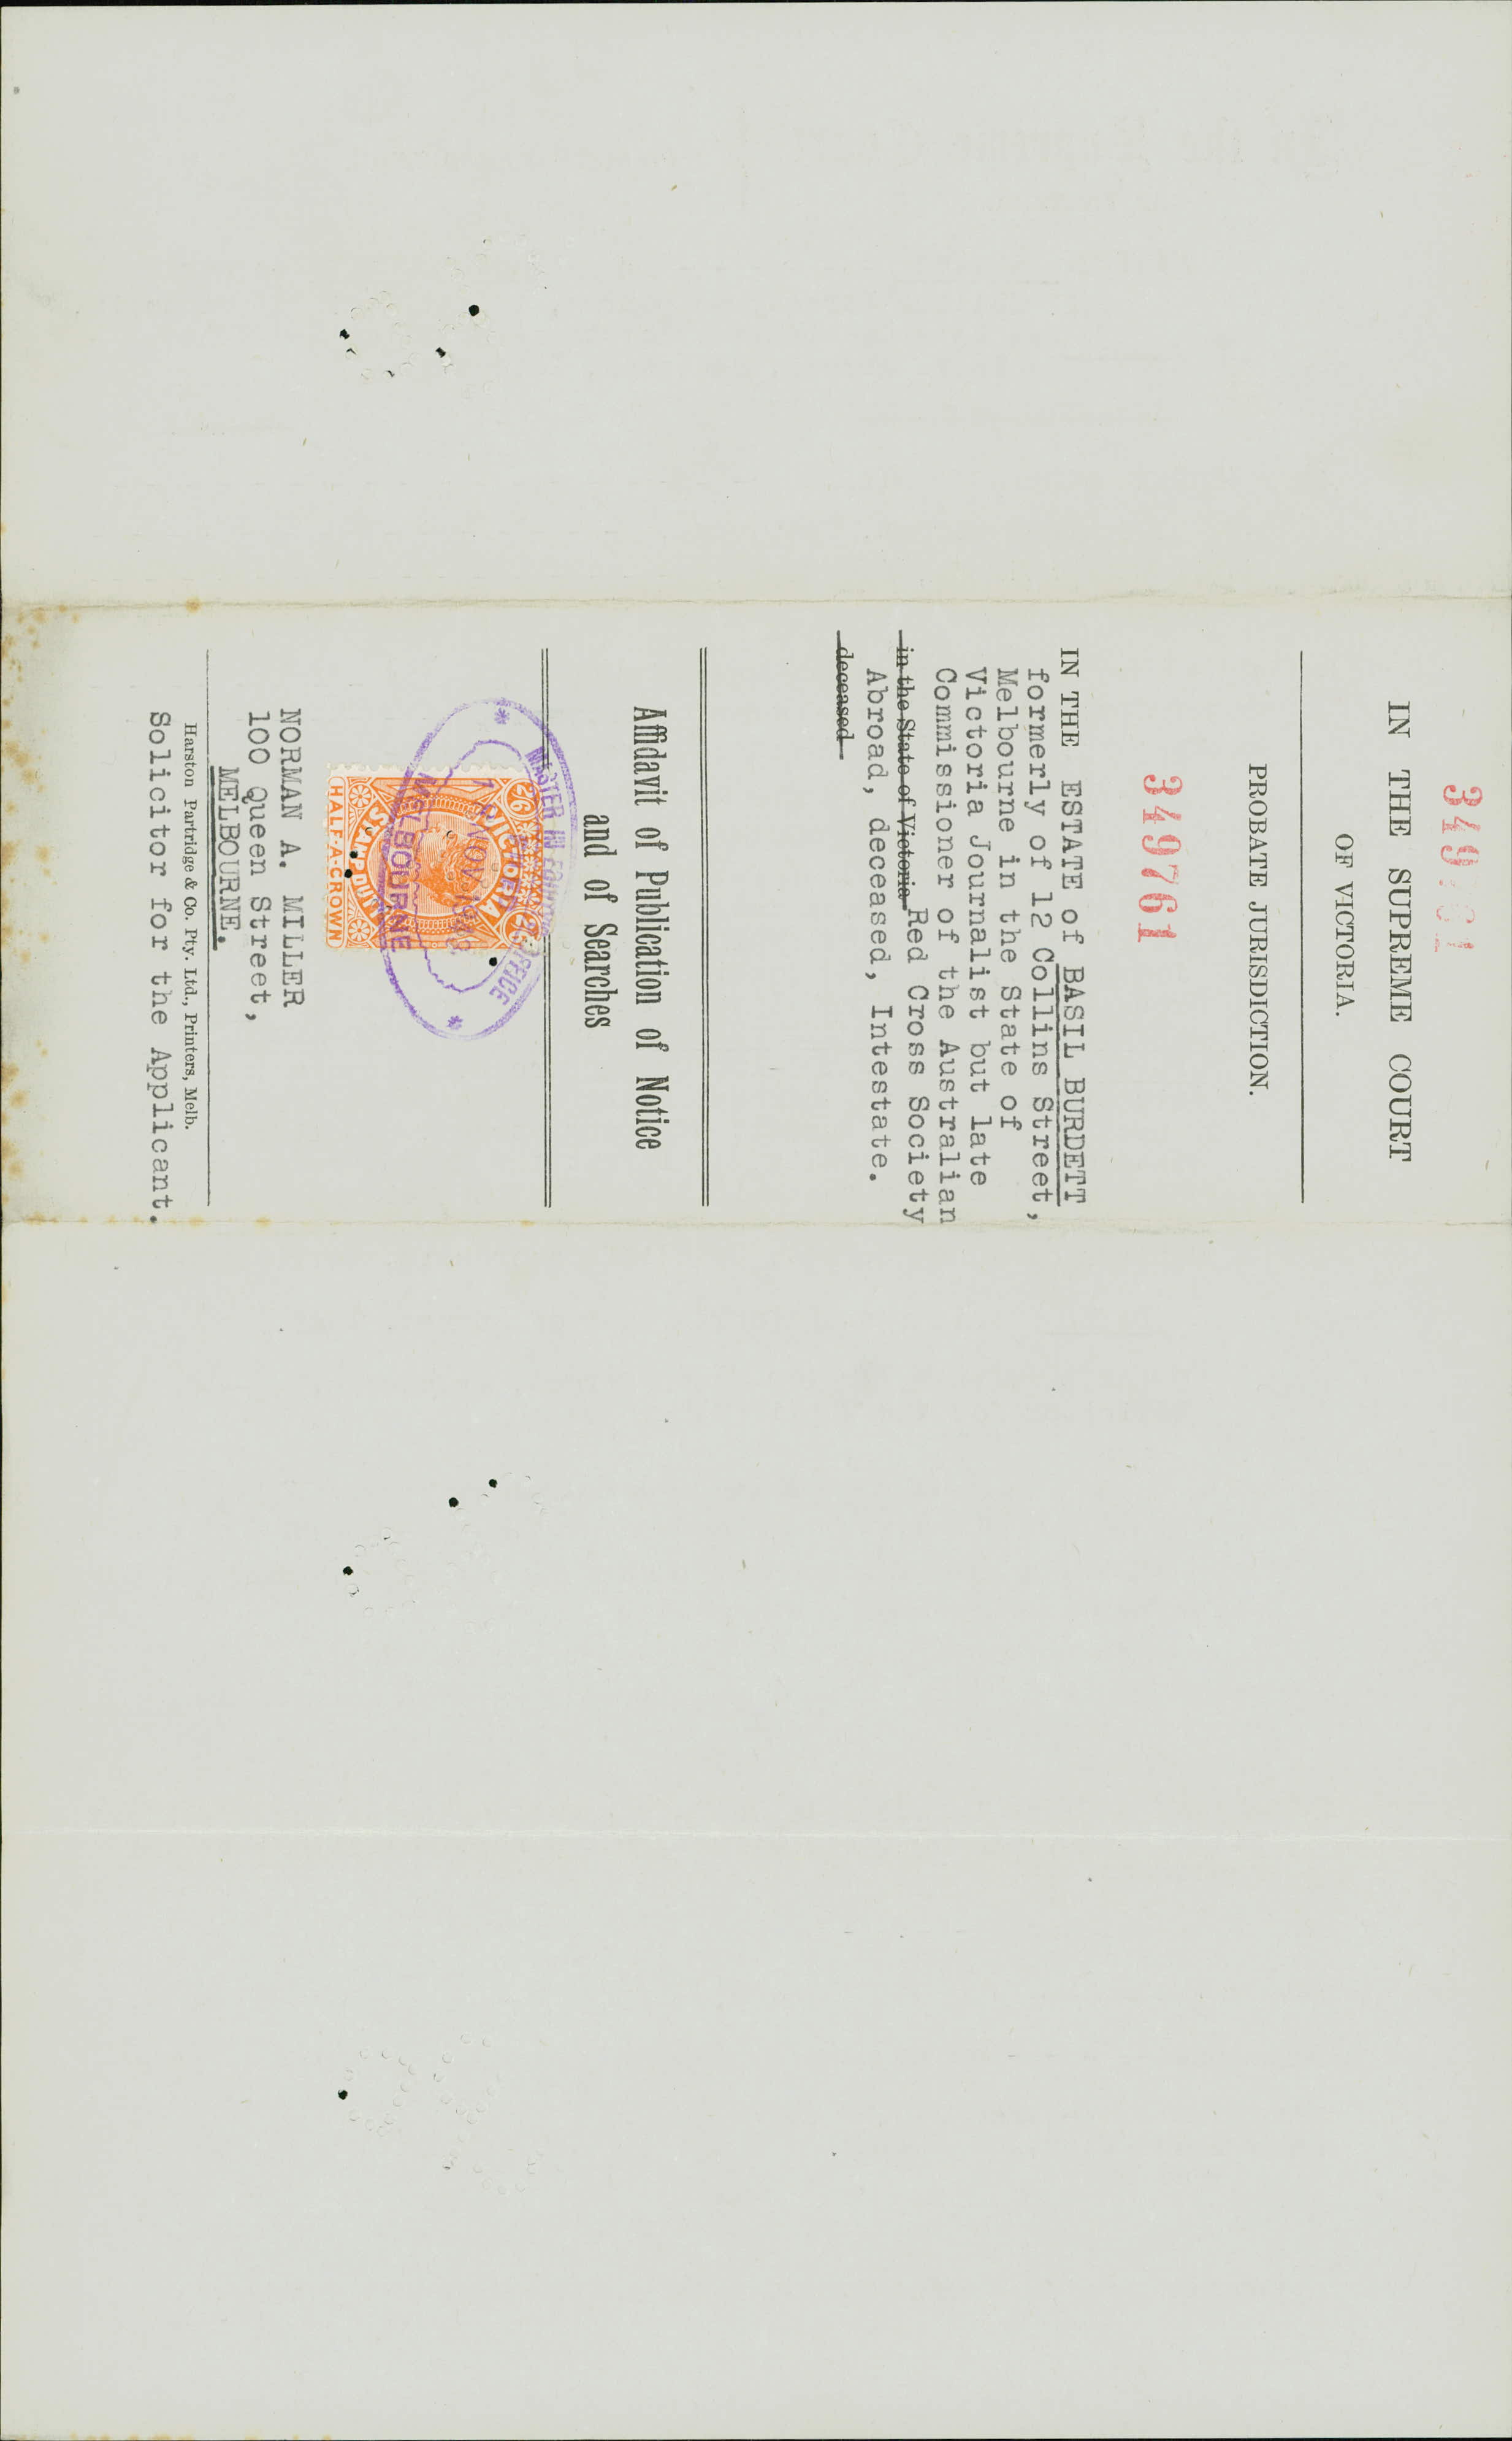 349761
IN THE SUPREME COURT
OF VICTORIA.
PROBATE JURISDICTION.
349761
IN THE ESTATE of BASIL BURDETT
formerly of 12 Collins Street,
Melbourne in the State of
Victoria Journalist but late
Commissioner of the Australian
in the State of Victoria Red Cross Society
Abroad, deceased, Intestate.
deceased
Affidavit of Publication of Notice
and of Searches
MASTER IN EQUITY OFFICE
VICTORIA
NOV
MELBOURNE
2/6 2/6
VICTORIA
STAMP DUTY
HALF-A-CROWN
NORMAN A. MILLER
100 Queen Street,
MELBOURNE.
Harston Partridge & Co. Pty. Ltd., Printers, Melb.
Solicitor for the Applicant.